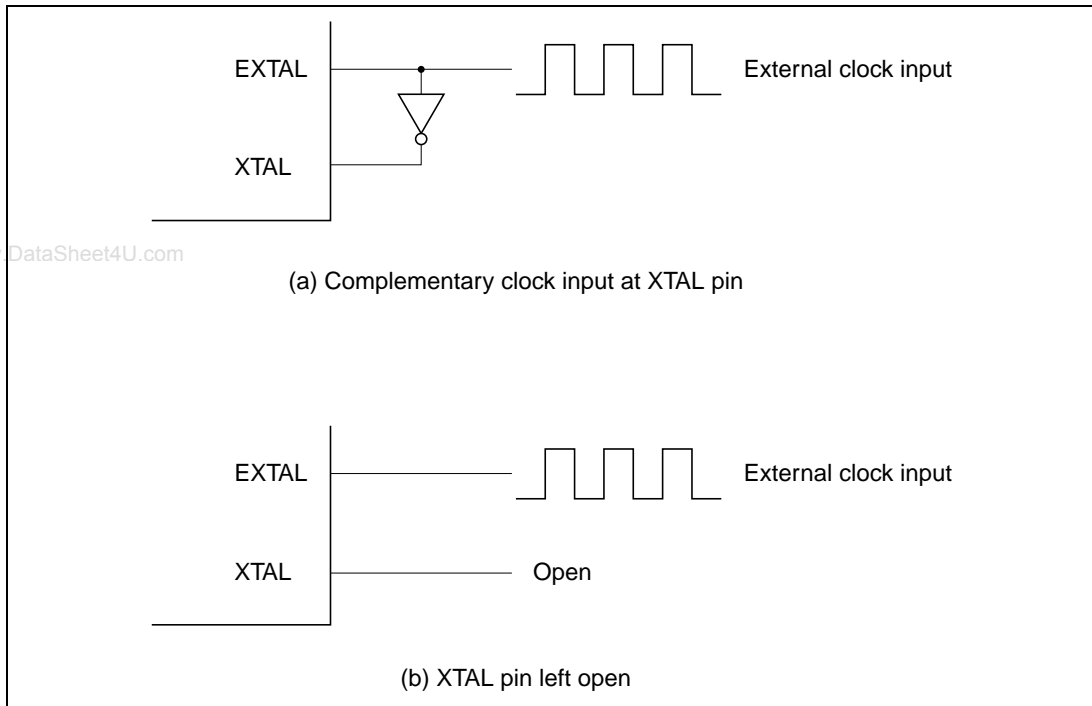 EXTAL
External clock input
XTAL
.DataSheet4U.com
(a) Complementary clock input at XTAL pin
EXTAL
External clock input
XTAL
Open
(b) XTAL pin left open